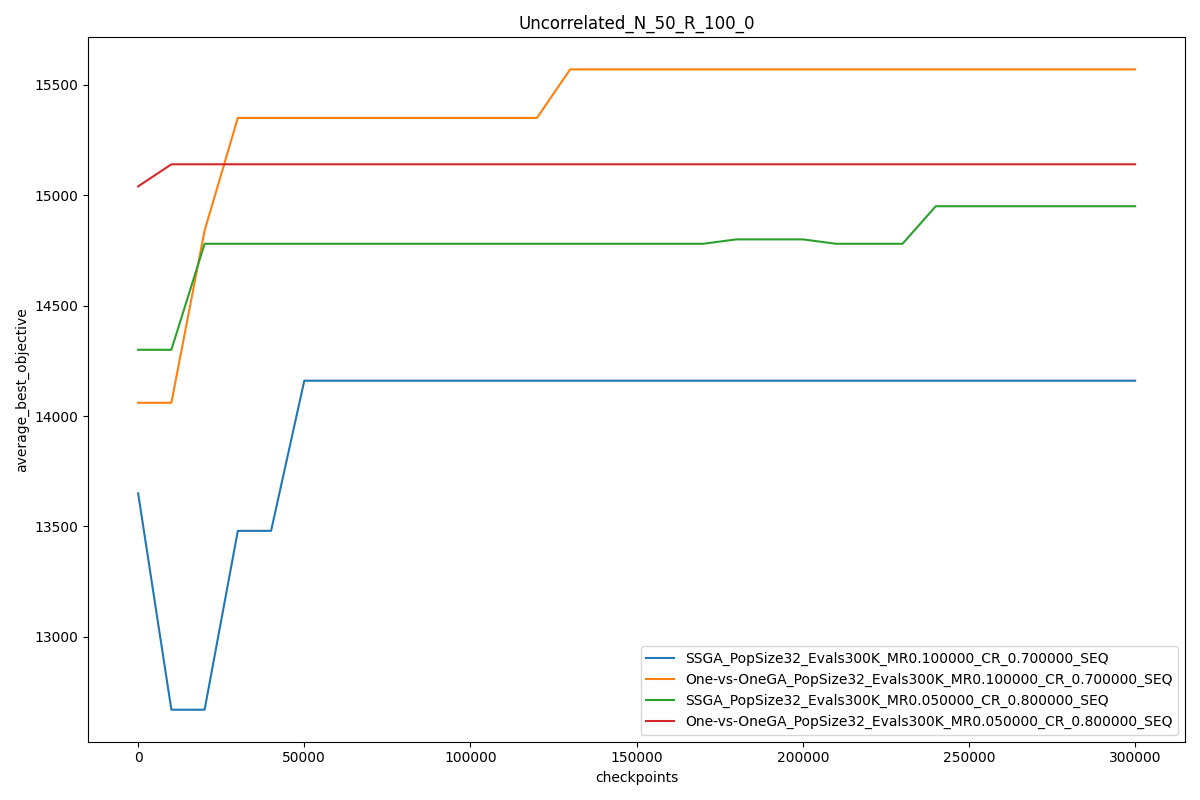 Uncorrelated_N_50_R_100_0
average_best_objective
15500
15000
14500
14000
13500
13000
SSGA_PopSize32_Evals300K_MR0.100000_CR_0.700000_SEQ
One-vs-OneGA_PopSize32_Evals300K_MR0.100000_CR_0.700000_SEQ
SSGA_PopSize32_Evals300K_MR0.050000_CR_0.800000_SEQ
One-vs-OneGA_PopSize32_Evals300K_MR0.050000_CR_0.800000_SEQ
0 50000 100000 150000 200000 250000 300000
checkpoints